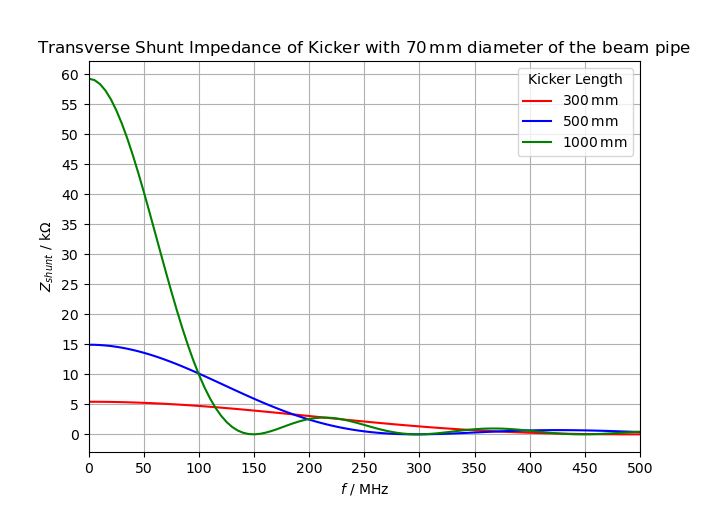 Transverse Shunt Impedance of Kicker with 70 mm diameter of the beam pipe
Kicker Length
300 mm
500 mm
1000 mm
60
55
50
45
40
35
30
25
20
15
10
5
0
Z_shunt / kΩ
0 50 100 150 200 250 300 350 400 450 500
f / MHz